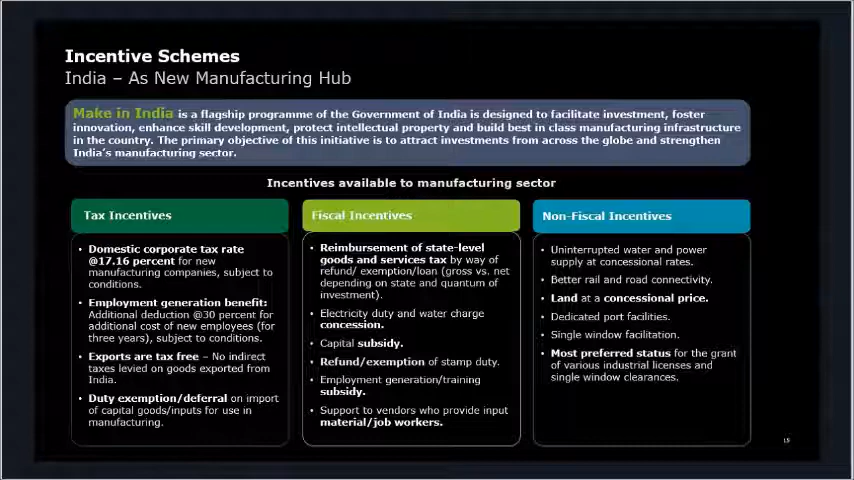 Incentive Schemes
India – As New Manufacturing Hub
Make in India is a flagship programme of the Government of India is designed to facilitate investment, foster
innovation, enhance skill development, protect intellectual property and build best in class manufacturing infrastructure
in the country. The primary objective of this initiative is to attract investments from across the globe and strengthen
India's manufacturing sector.
Incentives available to manufacturing sector
Tax Incentives
• Domestic corporate tax rate
@17.16 percent for new
manufacturing companies, subject to
conditions.
• Employment generation benefit:
Additional deduction @30 percent for
additional cost of new employees (for
three years), subject to conditions.
• Exports are tax free – No indirect
taxes levied on goods exported from
India.
• Duty exemption/deferral on import
of capital goods/inputs for use in
manufacturing.
Fiscal Incentives
• Reimbursement of state-level
goods and services tax by way of
refund/ exemption/loan (gross vs. net
depending on state and quantum of
investment).
• Electricity duty and water charge
concession.
• Capital subsidy.
• Refund/exemption of stamp duty.
• Employment generation/training
subsidy.
• Support to vendors who provide input
material/job workers.
Non-Fiscal Incentives
• Uninterrupted water and power
supply at concessional rates.
• Better rail and road connectivity.
• Land at a concessional price.
• Dedicated port facilities.
• Single window facilitation.
• Most preferred status for the grant
of various industrial licenses and
single window clearances.
15